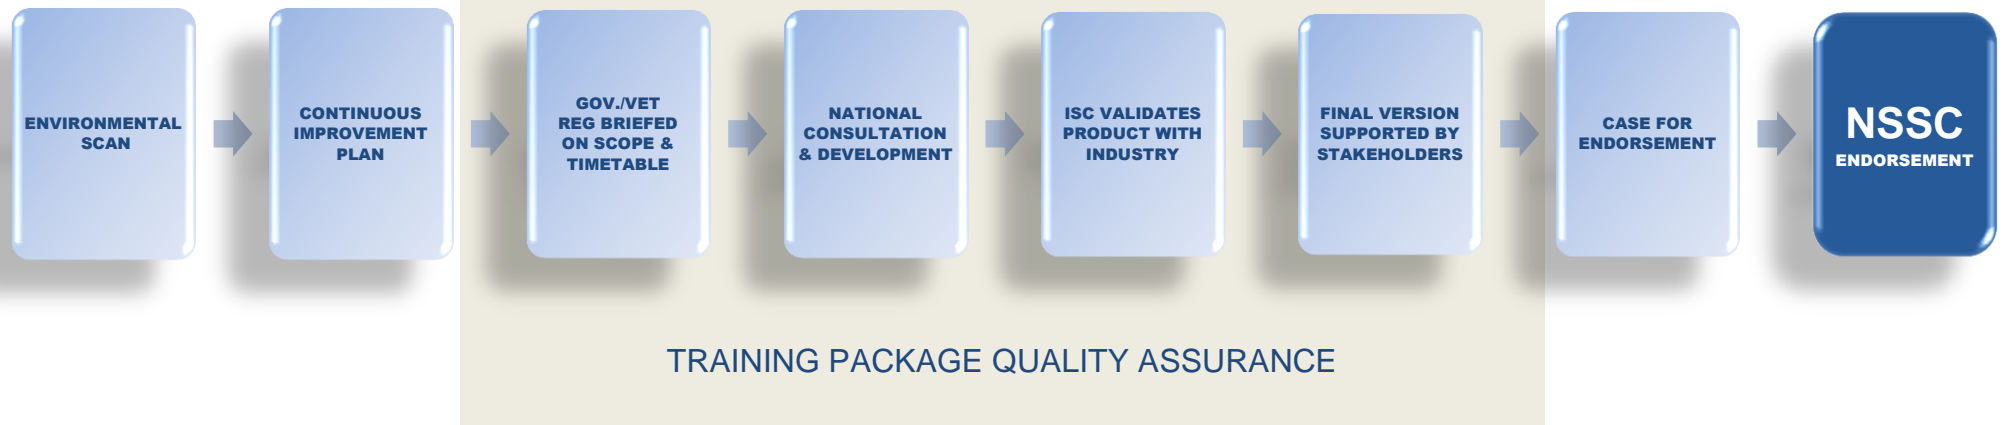 ENVIRONMENTAL
SCAN
CONTINUOUS
IMPROVEMENT
PLAN
GOV./VET
REG BRIEFED
ON SCOPE &
TIMETABLE
NATIONAL
CONSULTATION
& DEVELOPMENT
ISC VALIDATES
PRODUCT WITH
INDUSTRY
FINAL VERSION
SUPPORTED BY
STAKEHOLDERS
CASE FOR
ENDORSEMENT
NSSC
ENDORSEMENT
TRAINING PACKAGE QUALITY ASSURANCE